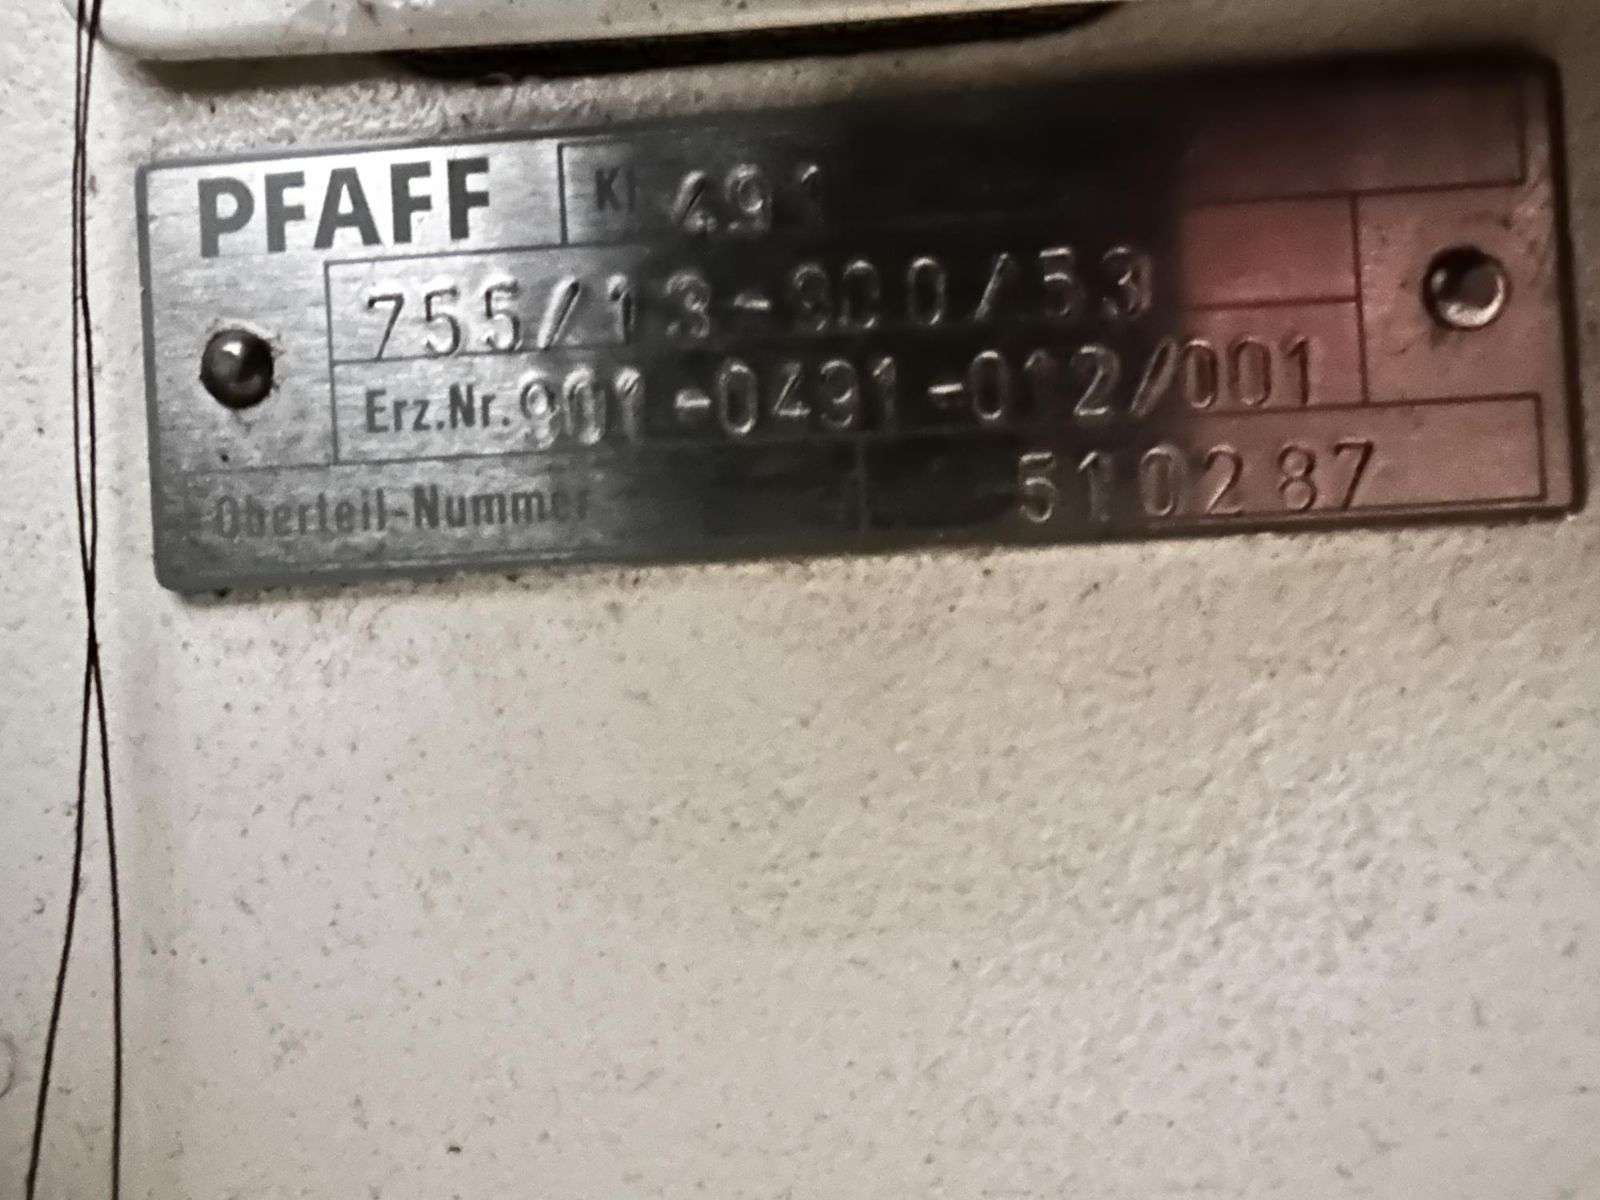 PFAFF Kl 491
755/13-900/53
Erz.Nr. 901-0491-012/001
Oberteil-Nummer 510287